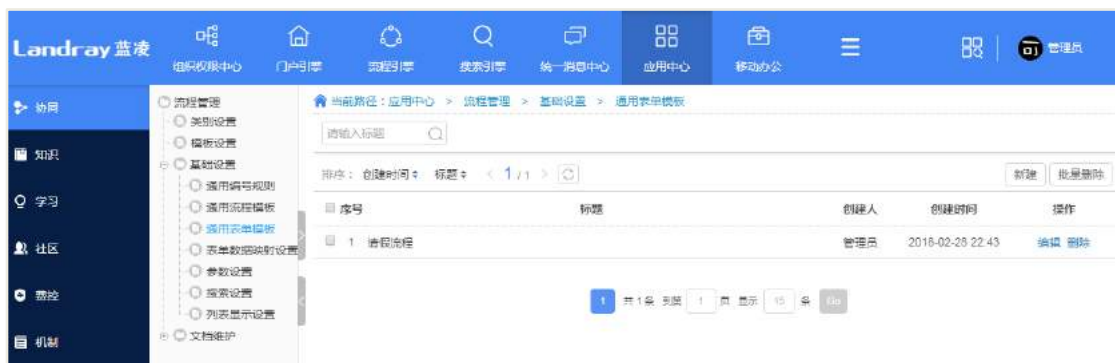 Landray 蓝凌
组织权限中心 门户引擎 流程引擎 搜索引擎 统一消息中心 应用中心 移动办公 管理员
协同
知识
学习
社区
费控
机制
流程管理
类别设置
模板设置
基础设置
通用编号规则
通用流程模板
通用表单模板
表单数据映射设置
参数设置
搜索设置
列表显示设置
文档维护
当前路径：应用中心 > 流程管理 > 基础设置 > 通用表单模板
请输入标题
排序： 创建时间 标题 < 1 / 1 > 新建 批量删除
序号 标题 创建人 创建时间 操作
1 请假流程 管理员 2018-02-28 22:43 编辑 删除
1 共 1 条 到第 1 页 显示 15 条 Go